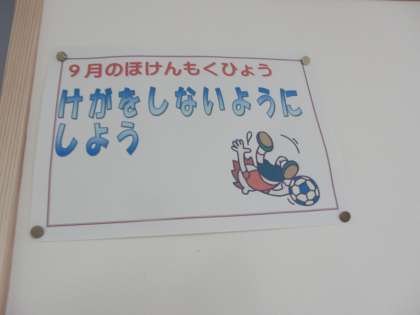 9月のほけんもくひょう
けがをしないように
しよう